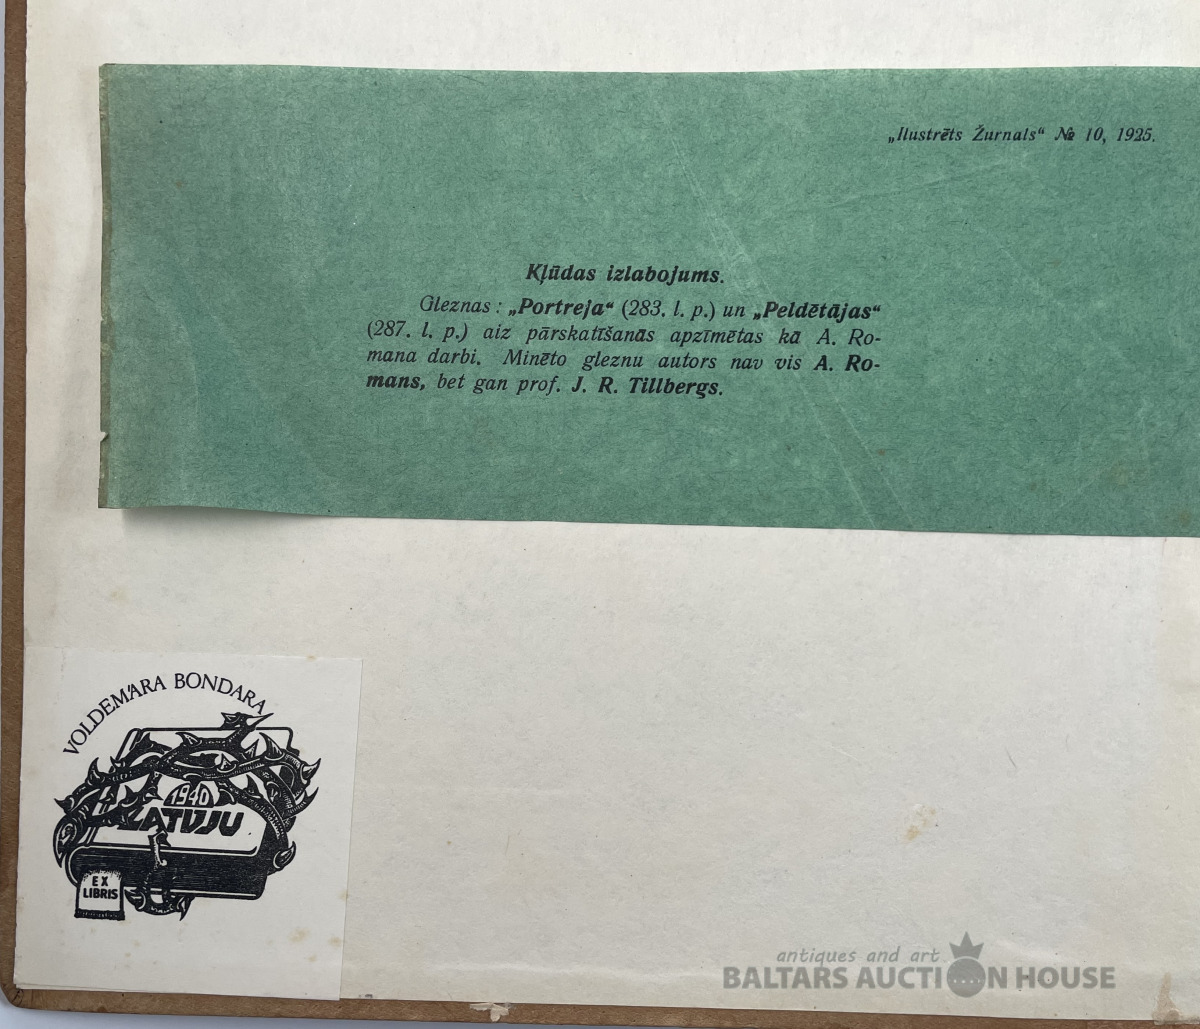 „Ilustrēts Žurnals“ № 10, 1925.
Kļūdas izlabojums.
Gleznas: „Portreja“ (283. l. p.) un „Peldētājas“
(287. l. p.) aiz pārskatīšanās apzīmētas kā A. Ro-
mana darbi. Minēto gleznu autors nav vis A. Ro-
mans, bet gan prof. J. R. Tillbergs.
VOLDEMĀRA BONDARA
1940
LATVJU
EX
LIBRIS
antiques and art
BALTARS AUCTION HOUSE